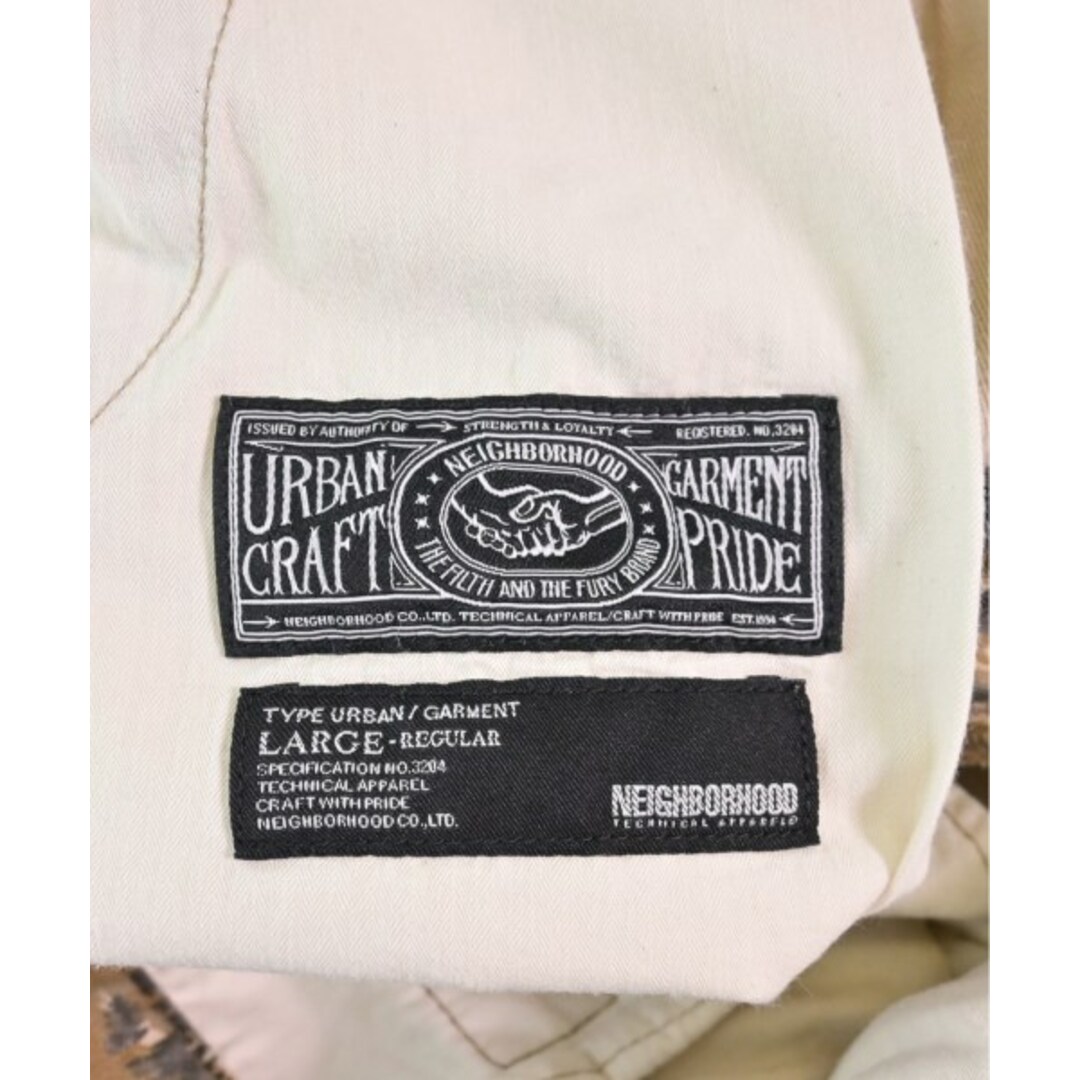 ISSUED BY AUTHORITY OF → STRENGTH & LOYALTY ← REGISTERED. NO,3204
URBAN CRAFT
NEIGHBORHOOD
THE FILTH AND THE FURY BRAND
GARMENT PRIDE
NEIGHBORHOOD CO.,LTD. TECHNICAL APPAREL/CRAFT WITH PRIDE EST.1994
TYPE URBAN / GARMENT
LARGE-REGULAR
SPECIFICATION NO.3204
TECHNICAL APPAREL
CRAFT WITH PRIDE
NEIGHBORHOOD CO.,LTD.
NEIGHBORHOOD
TECHNICAL APPARELS